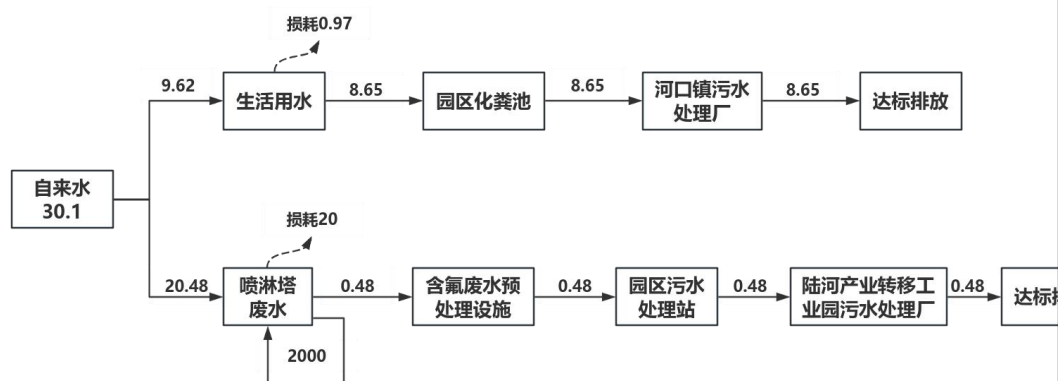 损耗0.97
9.62
生活用水
8.65
园区化粪池
8.65
河口镇污水
处理厂
8.65
达标排放
自来水
30.1
损耗20
20.48
喷淋塔
废水
0.48
含氟废水预
处理设施
0.48
园区污水
处理站
0.48
陆河产业转移工
业园污水处理厂
0.48
达标
2000